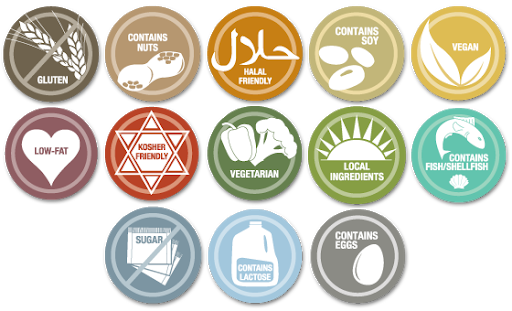 GLUTEN
CONTAINS
NUTS
حلال
HALAL
FRIENDLY
CONTAINS
SOY
VEGAN
LOW-FAT
KOSHER
FRIENDLY
VEGETARIAN
LOCAL
INGREDIENTS
CONTAINS
FISH/SHELLFISH
SUGAR
CONTAINS
LACTOSE
CONTAINS
EGGS